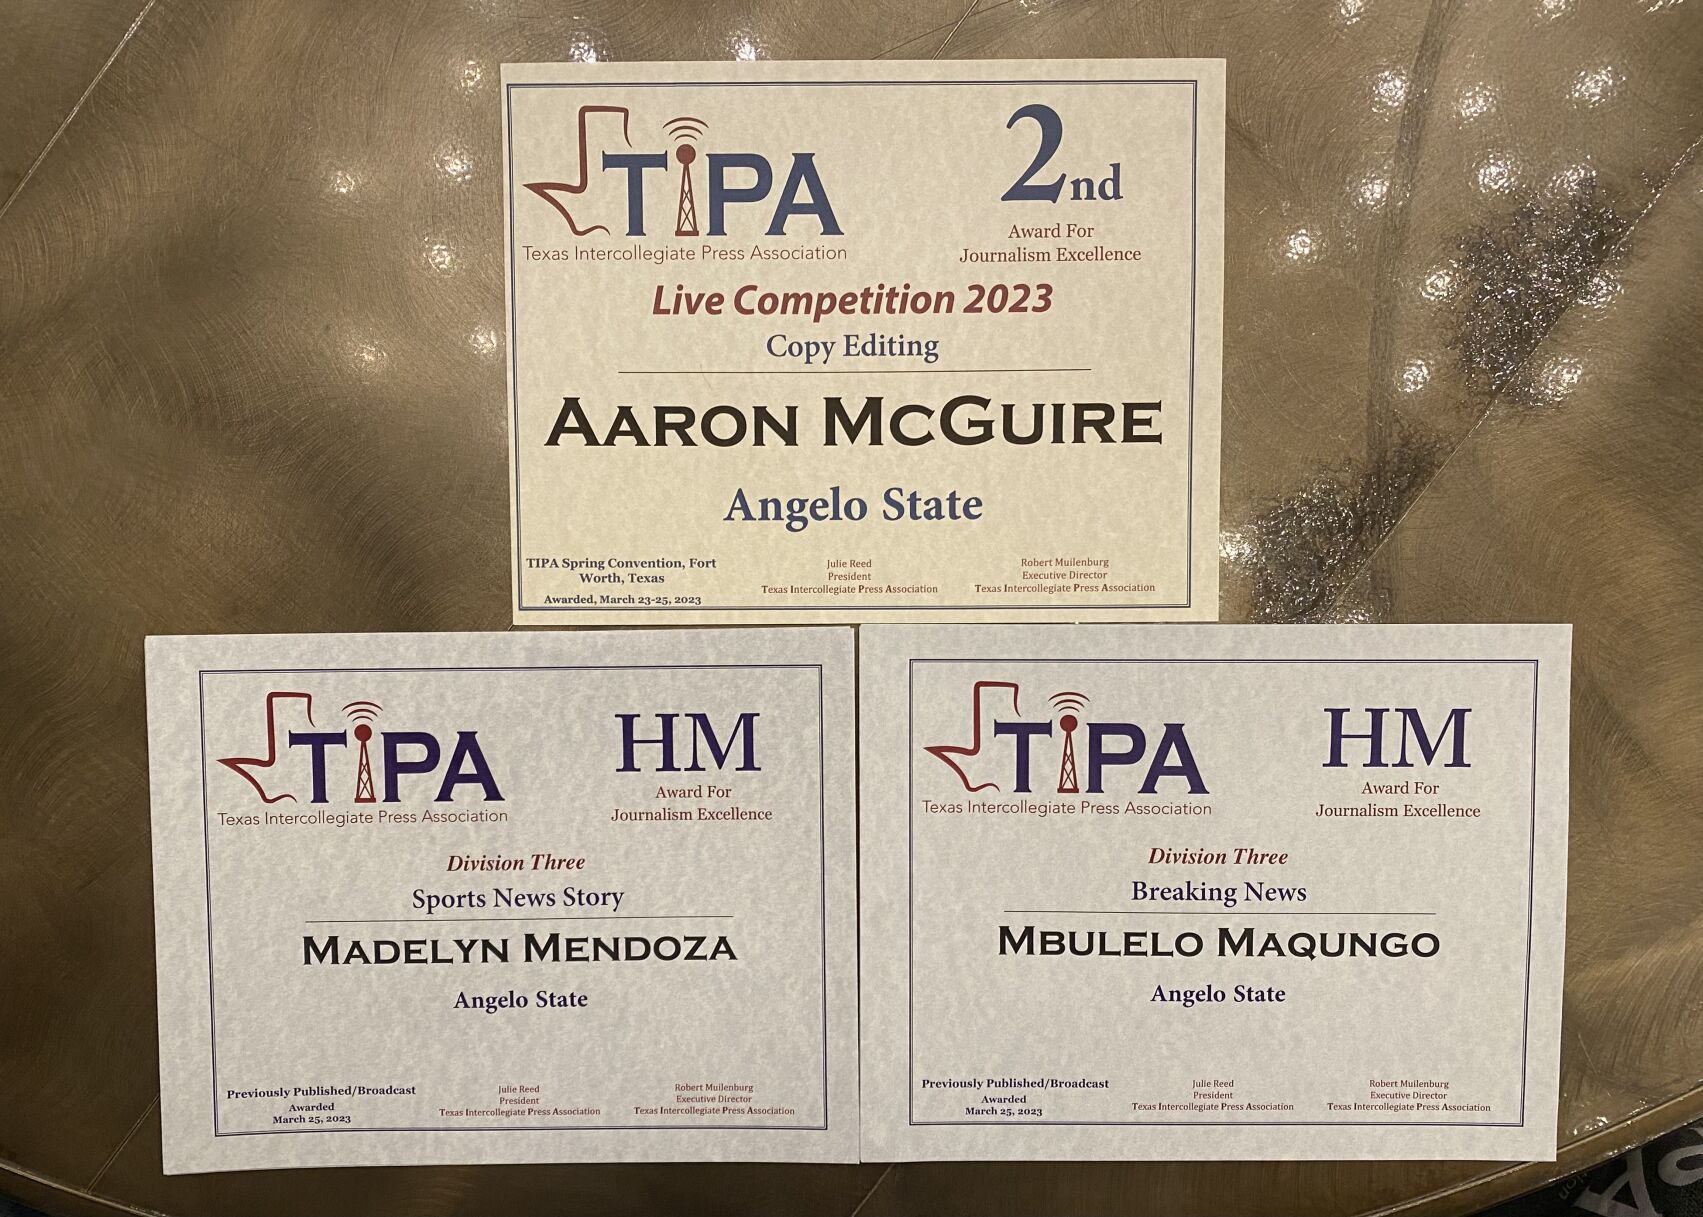 TIPA
Texas Intercollegiate Press Association
2nd
Award For
Journalism Excellence
Live Competition 2023
Copy Editing
AARON MCGUIRE
Angelo State
TIPA Spring Convention, Fort
Worth, Texas
Awarded, March 23-25, 2023
Julie Reed
President
Texas Intercollegiate Press Association
Robert Muilenburg
Executive Director
Texas Intercollegiate Press Association
TIPA
Texas Intercollegiate Press Association
HM
Award For
Journalism Excellence
Division Three
Sports News Story
MADELYN MENDOZA
Angelo State
Previously Published/Broadcast
Awarded
March 25, 2023
Julie Reed
President
Texas Intercollegiate Press Association
Robert Muilenburg
Executive Director
Texas Intercollegiate Press Association
TIPA
Texas Intercollegiate Press Association
HM
Award For
Journalism Excellence
Division Three
Breaking News
MBULELO MAQUNGO
Angelo State
Previously Published/Broadcast
Awarded
March 25, 2023
Julie Reed
President
Texas Intercollegiate Press Association
Robert Muilenburg
Executive Director
Texas Intercollegiate Press Association